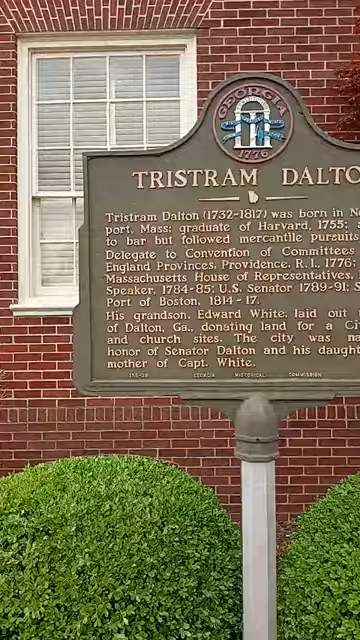 GEORGIA
1776
TRISTRAM DALTO
Tristram Dalton (1732-1817) was born in Ne
port, Mass; graduate of Harvard, 1755; s
to bar but followed mercantile pursuits
Delegate to Convention of Committees
England Provinces, Providence, R.I., 1776;
Massachusetts House of Representatives,
Speaker, 1784-85; U.S. Senator 1789-91; S
Port of Boston, 1814-17.
His grandson, Edward White, laid out
of Dalton, Ga., donating land for a Ci
and church sites. The city was na
honor of Senator Dalton and his daught
mother of Capt. White.
GEORGIA HISTORICAL COMMISSION